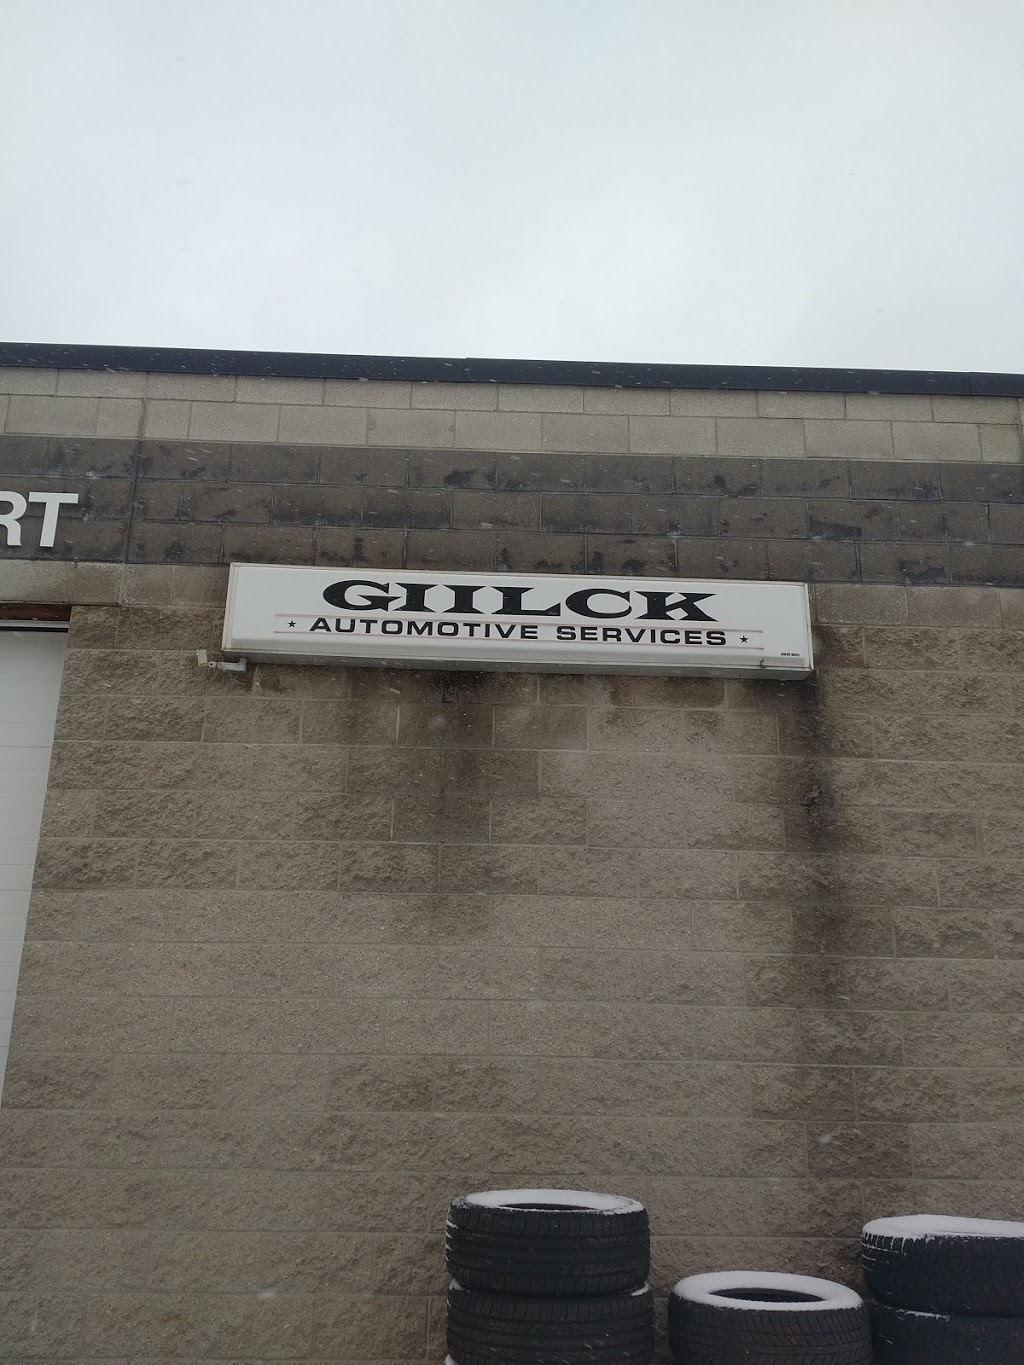 RT
GIILCK
★ AUTOMOTIVE SERVICES ★